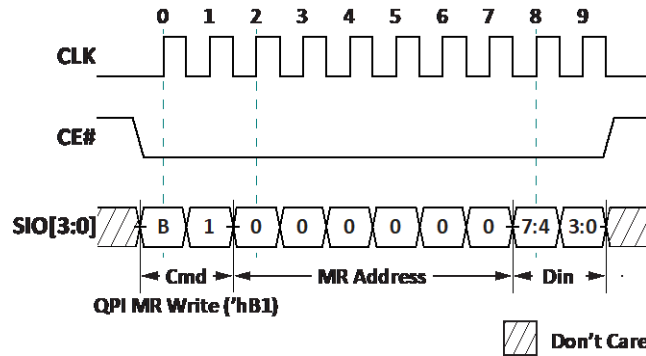 0 1 2 3 4 5 6 7 8 9
CLK
CE#
SIO[3:0] B 1 0 0 0 0 0 0 7:4 3:0
Cmd MR Address Din
QPI MR Write ('hB1)
Don't Care